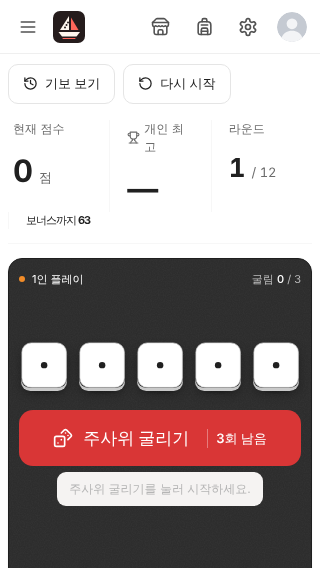 기보 보기
다시 시작
현재 점수
개인 최
고
라운드
0 점
—
1 / 12
보너스까지 63
1인 플레이
굴림 0 / 3
주사위 굴리기
3회 남음
주사위 굴리기를 눌러 시작하세요.